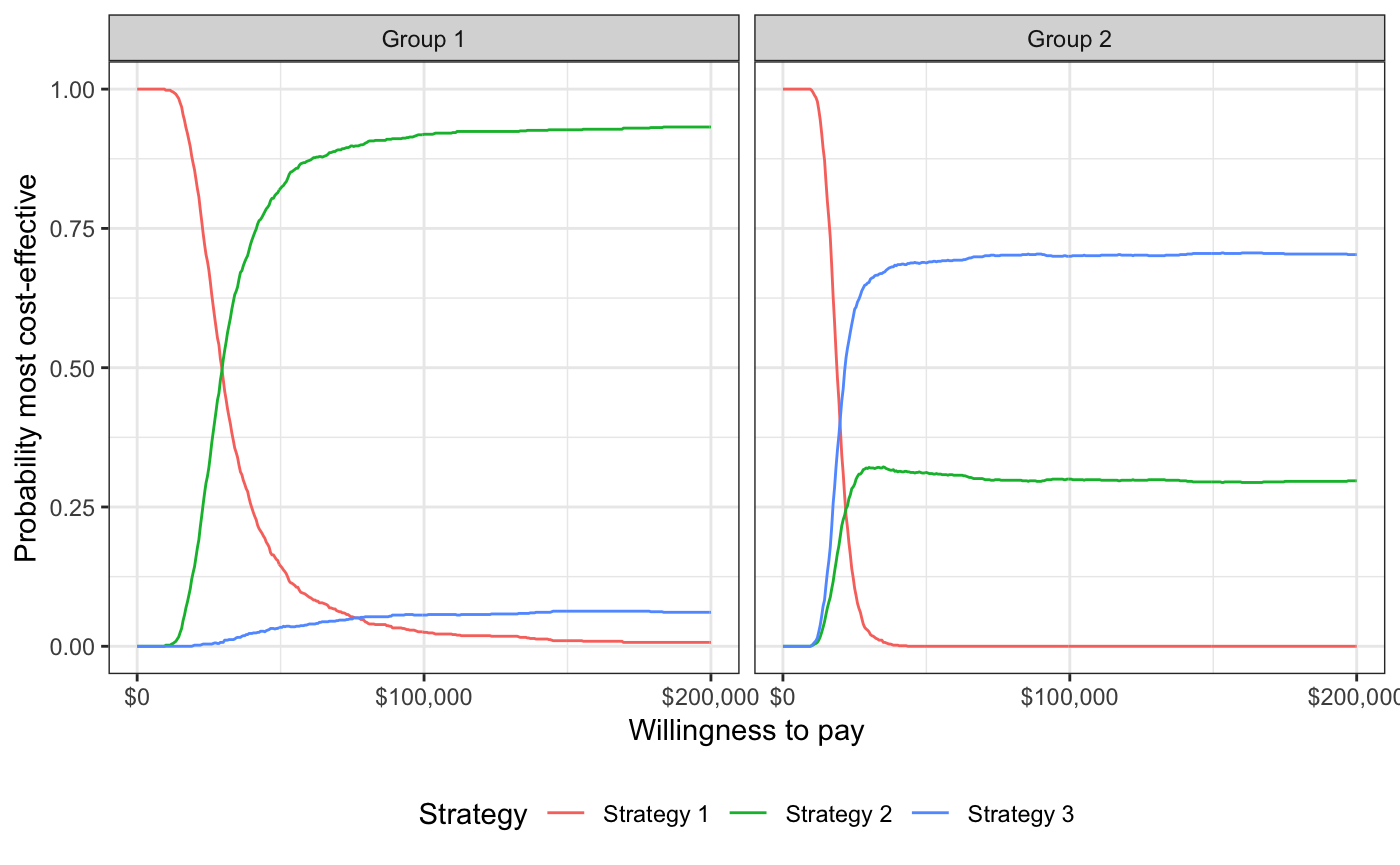 Group 1
Group 2
Probability most cost-effective
1.00
0.75
0.50
0.25
0.00
$0 $100,000 $200,000
$0 $100,000 $200,000
Willingness to pay
Strategy Strategy 1 Strategy 2 Strategy 3